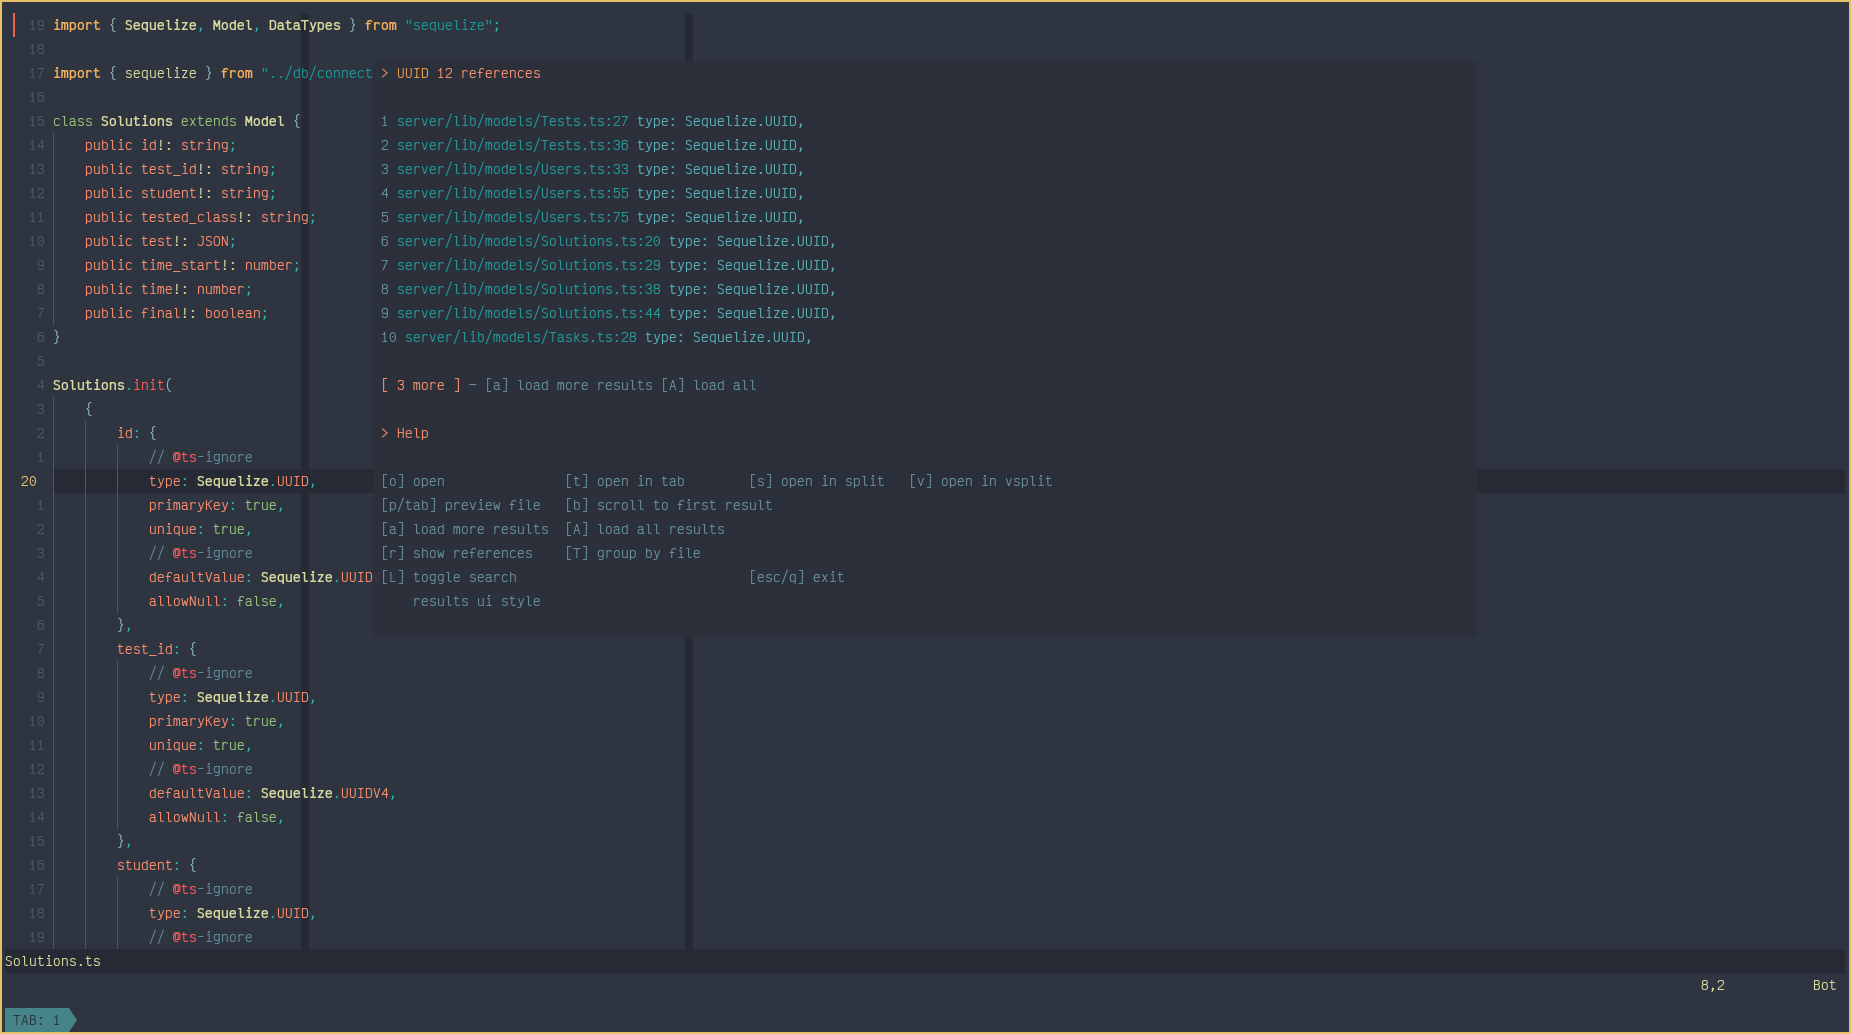 19 import { Sequelize, Model, DataTypes } from "sequelize";
18
17 import { sequelize } from "../db/connect > UUID 12 references
16
15 class Solutions extends Model { 1 server/lib/models/Tests.ts:27 type: Sequelize.UUID,
14 public id!: string; 2 server/lib/models/Tests.ts:36 type: Sequelize.UUID,
13 public test_id!: string; 3 server/lib/models/Users.ts:33 type: Sequelize.UUID,
12 public student!: string; 4 server/lib/models/Users.ts:55 type: Sequelize.UUID,
11 public tested_class!: string; 5 server/lib/models/Users.ts:75 type: Sequelize.UUID,
10 public test!: JSON; 6 server/lib/models/Solutions.ts:20 type: Sequelize.UUID,
9 public time_start!: number; 7 server/lib/models/Solutions.ts:29 type: Sequelize.UUID,
8 public time!: number; 8 server/lib/models/Solutions.ts:38 type: Sequelize.UUID,
7 public final!: boolean; 9 server/lib/models/Solutions.ts:44 type: Sequelize.UUID,
6 } 10 server/lib/models/Tasks.ts:28 type: Sequelize.UUID,
5
4 Solutions.init( [ 3 more ] — [a] load more results [A] load all
3 {
2 id: { > Help
1 // @ts-ignore
20 type: Sequelize.UUID, [o] open [t] open in tab [s] open in split [v] open in vsplit
1 primaryKey: true, [p/tab] preview file [b] scroll to first result
2 unique: true, [a] load more results [A] load all results
3 // @ts-ignore [r] show references [T] group by file
4 defaultValue: Sequelize.UUID [L] toggle search [esc/q] exit
5 allowNull: false, results ui style
6 },
7 test_id: {
8 // @ts-ignore
9 type: Sequelize.UUID,
10 primaryKey: true,
11 unique: true,
12 // @ts-ignore
13 defaultValue: Sequelize.UUIDV4,
14 allowNull: false,
15 },
16 student: {
17 // @ts-ignore
18 type: Sequelize.UUID,
19 // @ts-ignore
Solutions.ts
8,2 Bot
TAB: 1